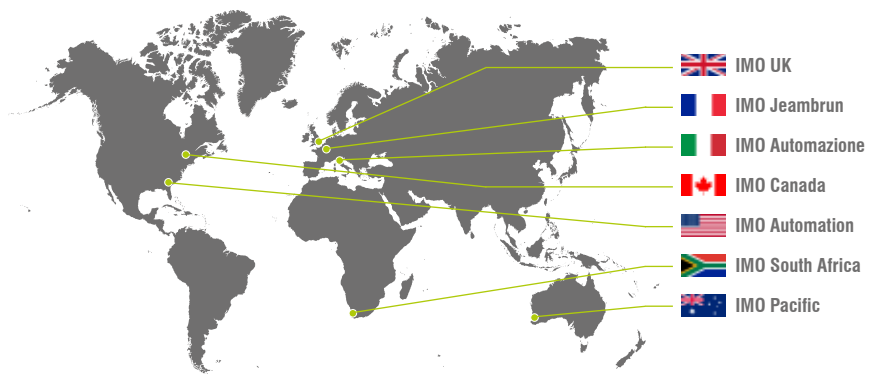 IMO UK
IMO Jeambrun
IMO Automazione
IMO Canada
IMO Automation
IMO South Africa
IMO Pacific